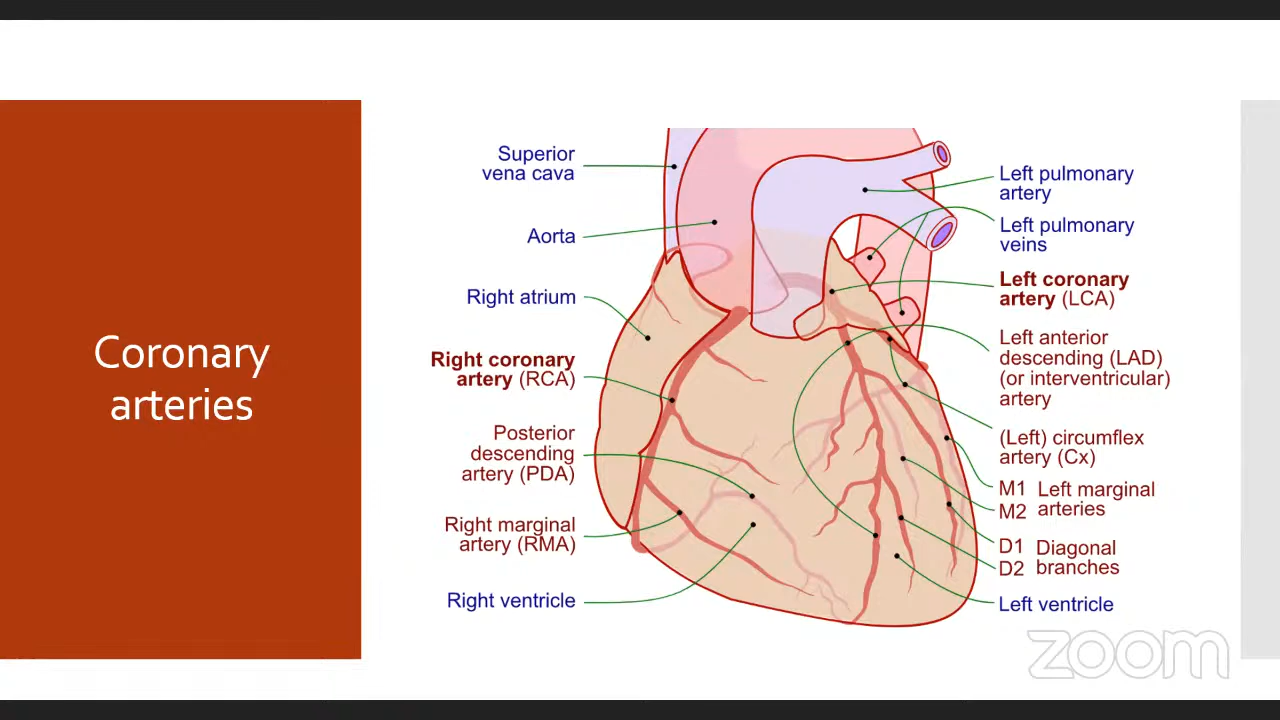 Coronary
arteries
Superior
vena cava
Aorta
Right atrium
Right coronary
artery (RCA)
Posterior
descending
artery (PDA)
Right marginal
artery (RMA)
Right ventricle
Left pulmonary
artery
Left pulmonary
veins
Left coronary
artery (LCA)
Left anterior
descending (LAD)
(or interventricular)
artery
(Left) circumflex
artery (Cx)
M1 Left marginal
M2 arteries
D1 Diagonal
D2 branches
Left ventricle
zoom